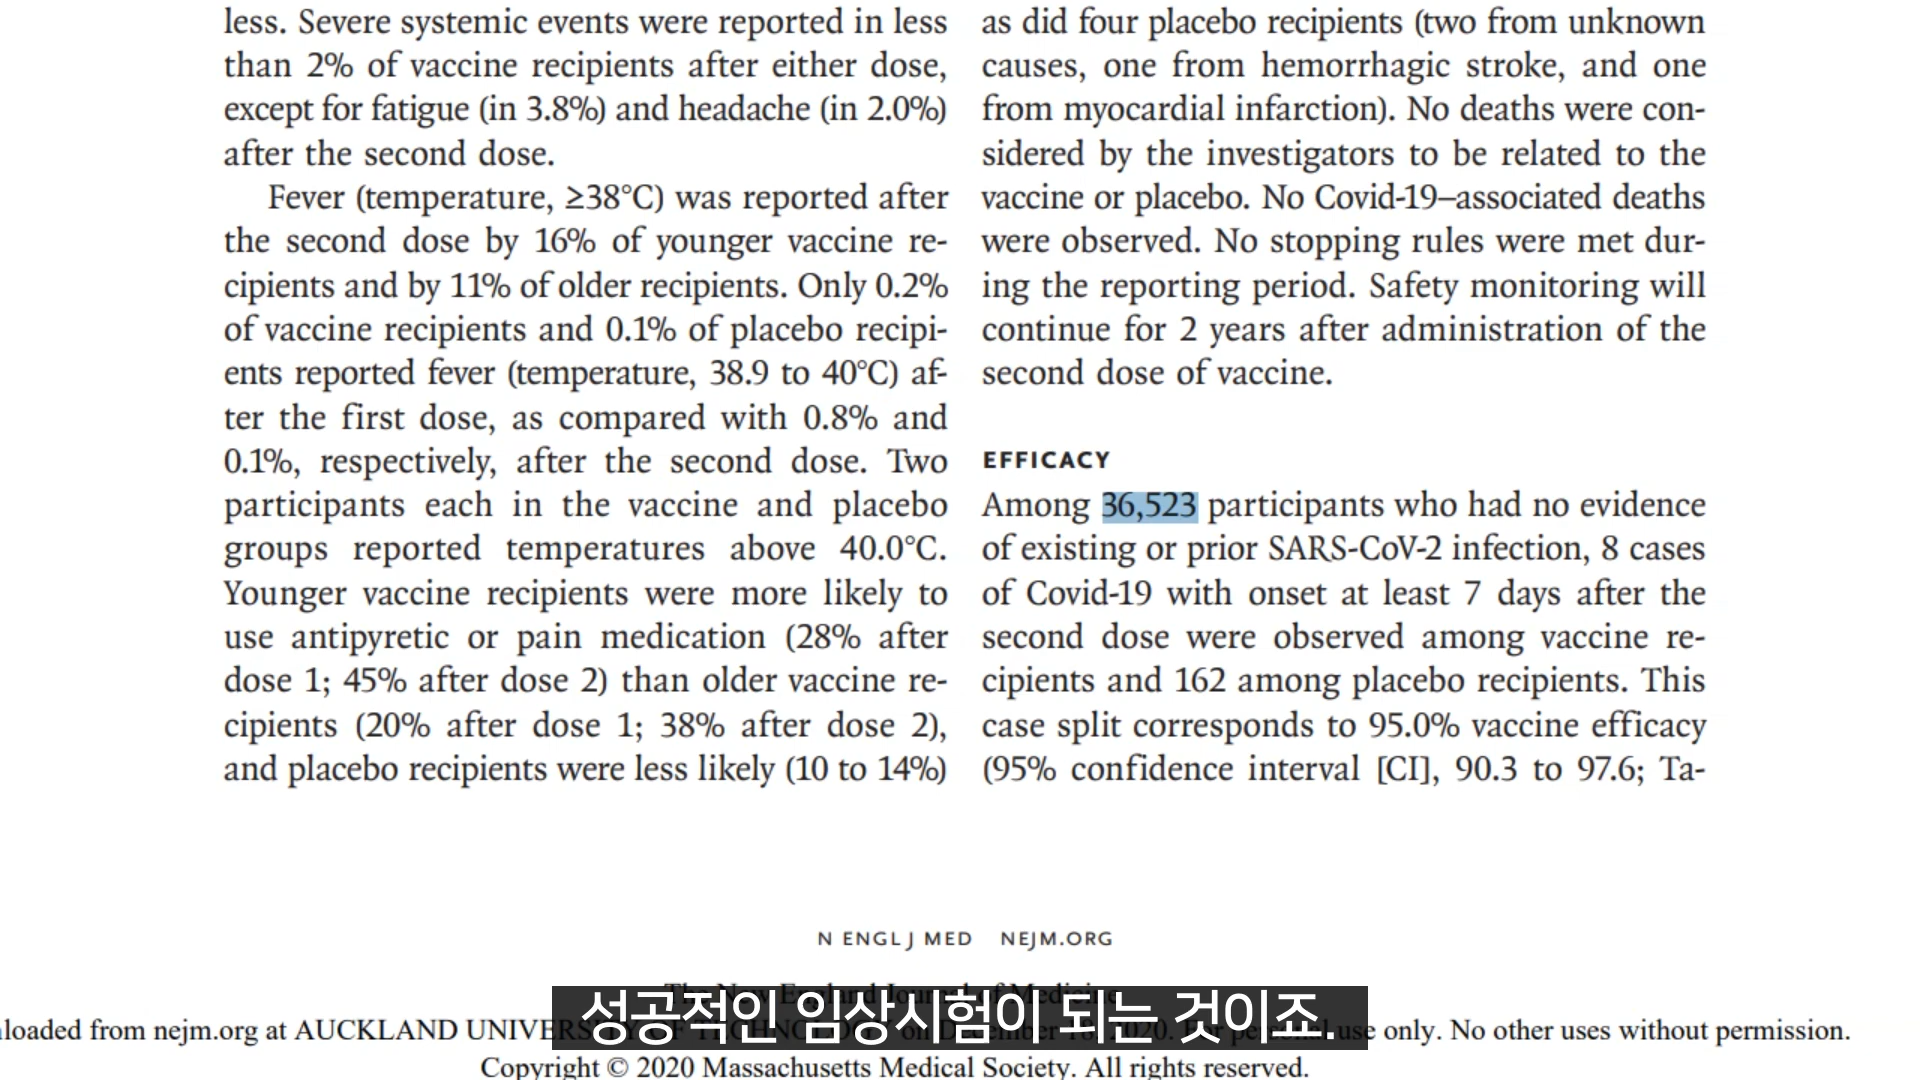 less. Severe systemic events were reported in less
than 2% of vaccine recipients after either dose,
except for fatigue (in 3.8%) and headache (in 2.0%)
after the second dose.
Fever (temperature, ≥38°C) was reported after
the second dose by 16% of younger vaccine re-
cipients and by 11% of older recipients. Only 0.2%
of vaccine recipients and 0.1% of placebo recipi-
ents reported fever (temperature, 38.9 to 40°C) af-
ter the first dose, as compared with 0.8% and
0.1%, respectively, after the second dose. Two
participants each in the vaccine and placebo
groups reported temperatures above 40.0°C.
Younger vaccine recipients were more likely to
use antipyretic or pain medication (28% after
dose 1; 45% after dose 2) than older vaccine re-
cipients (20% after dose 1; 38% after dose 2),
and placebo recipients were less likely (10 to 14%)
as did four placebo recipients (two from unknown
causes, one from hemorrhagic stroke, and one
from myocardial infarction). No deaths were con-
sidered by the investigators to be related to the
vaccine or placebo. No Covid-19–associated deaths
were observed. No stopping rules were met dur-
ing the reporting period. Safety monitoring will
continue for 2 years after administration of the
second dose of vaccine.
EFFICACY
Among 36,523 participants who had no evidence
of existing or prior SARS-CoV-2 infection, 8 cases
of Covid-19 with onset at least 7 days after the
second dose were observed among vaccine re-
cipients and 162 among placebo recipients. This
case split corresponds to 95.0% vaccine efficacy
(95% confidence interval [CI], 90.3 to 97.6; Ta-
N ENGL J MED NEJM.ORG
The New England Journal of Medicine
nloaded from nejm.org at AUCKLAND UNIVERSITY OF TECHNOLOGY on December 18, 2020. For personal use only. No other uses without permission.
성공적인 임상시험이 되는 것이죠.
Copyright © 2020 Massachusetts Medical Society. All rights reserved.